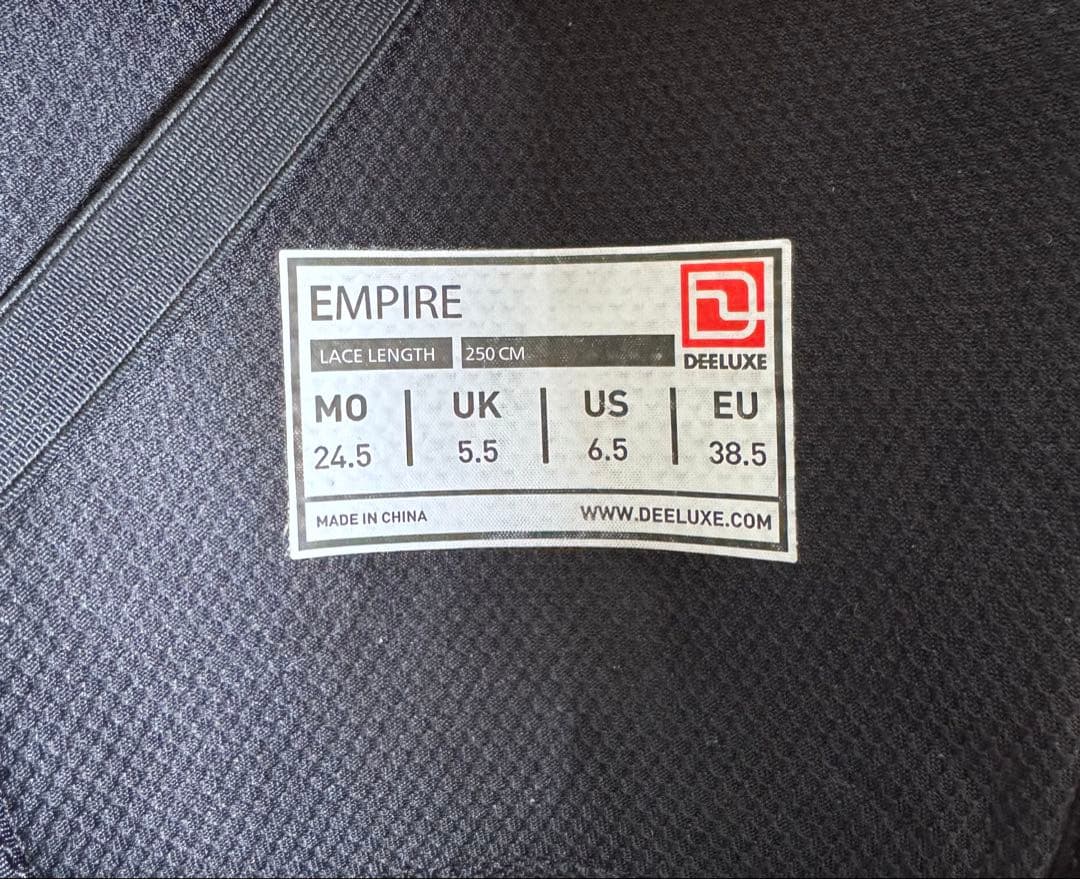 EMPIRE
LACE LENGTH 250 CM
DEELUXE
MO UK US EU
24.5 5.5 6.5 38.5
MADE IN CHINA WWW.DEELUXE.COM